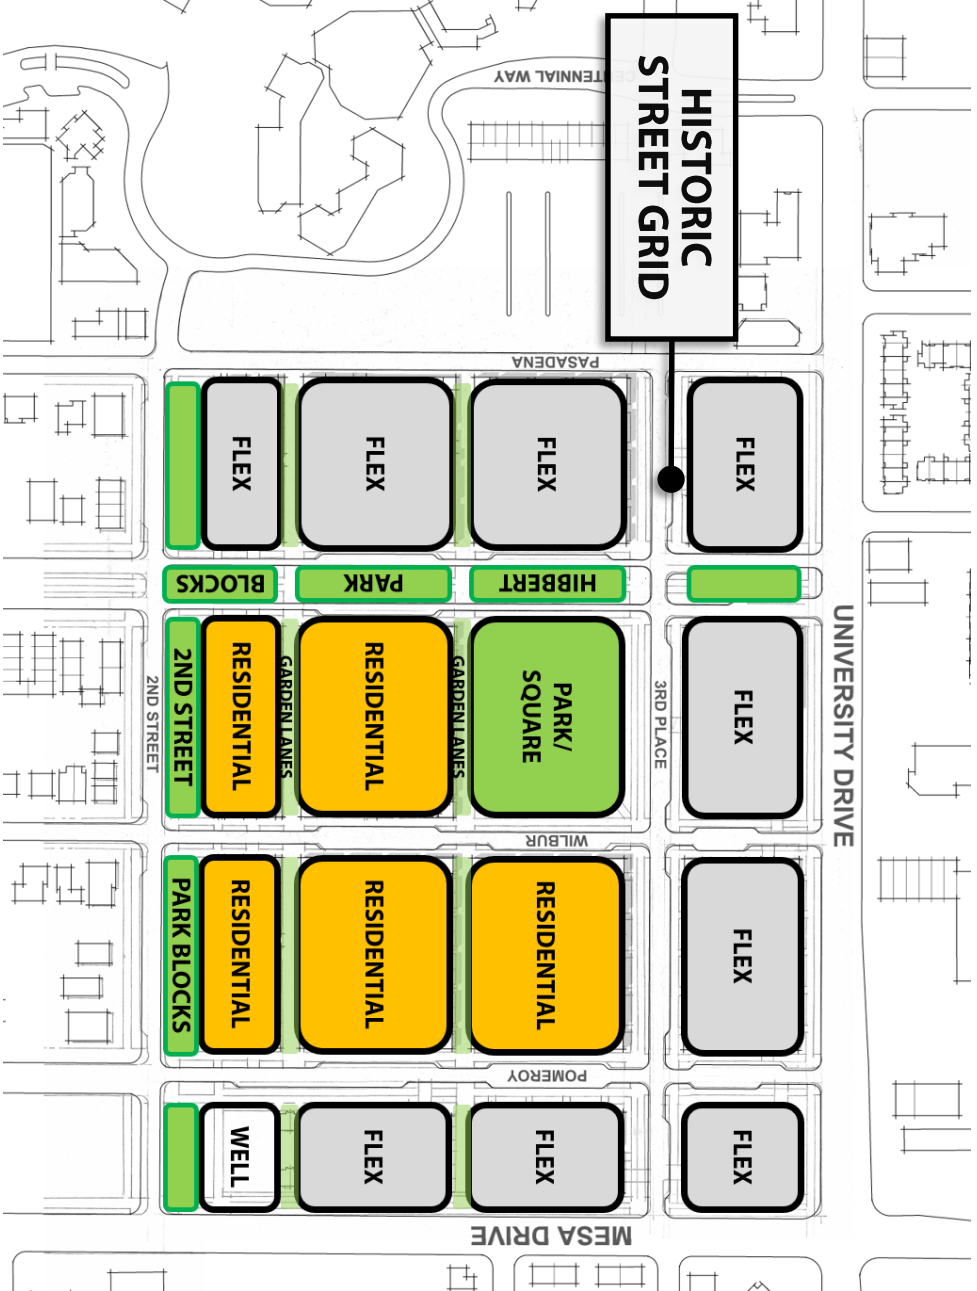 CENTENNIAL WAY
HISTORIC
STREET GRID
PASADENA
FLEX
FLEX
FLEX
FLEX
BLOCKS
PARK
HIBBERT
2ND STREET
2ND STREET
RESIDENTIAL
GARDEN LANES
RESIDENTIAL
GARDEN LANES
PARK/
SQUARE
3RD PLACE
FLEX
UNIVERSITY DRIVE
WILBUR
PARK BLOCKS
RESIDENTIAL
RESIDENTIAL
RESIDENTIAL
FLEX
POMEROY
WELL
FLEX
FLEX
FLEX
MESA DRIVE